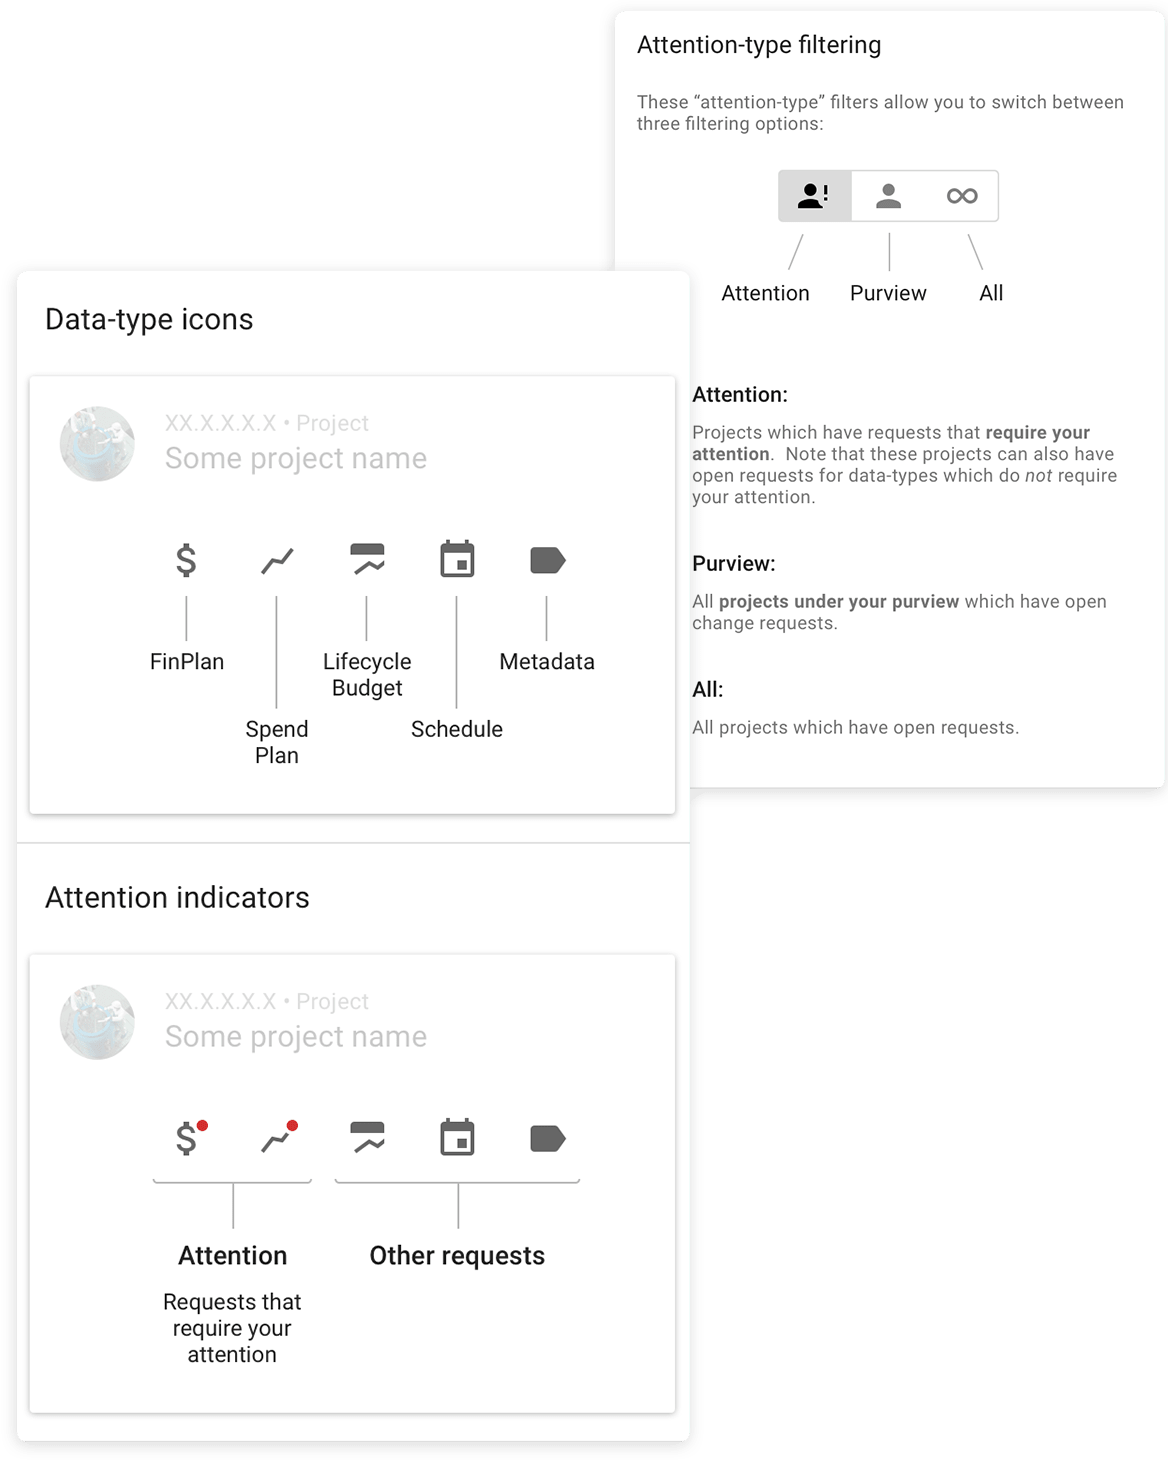 Attention-type filtering
These “attention-type” filters allow you to switch between
three filtering options:
Attention
Purview
All
Attention:
Projects which have requests that require your
attention.  Note that these projects can also have
open requests for data-types which do not require
your attention.
Purview:
All projects under your purview which have open
change requests.
All:
All projects which have open requests.
Data-type icons
XX.X.X.X.X • Project
Some project name
FinPlan
Spend
Plan
Lifecycle
Budget
Schedule
Metadata
Attention indicators
XX.X.X.X.X • Project
Some project name
Attention
Requests that
require your
attention
Other requests